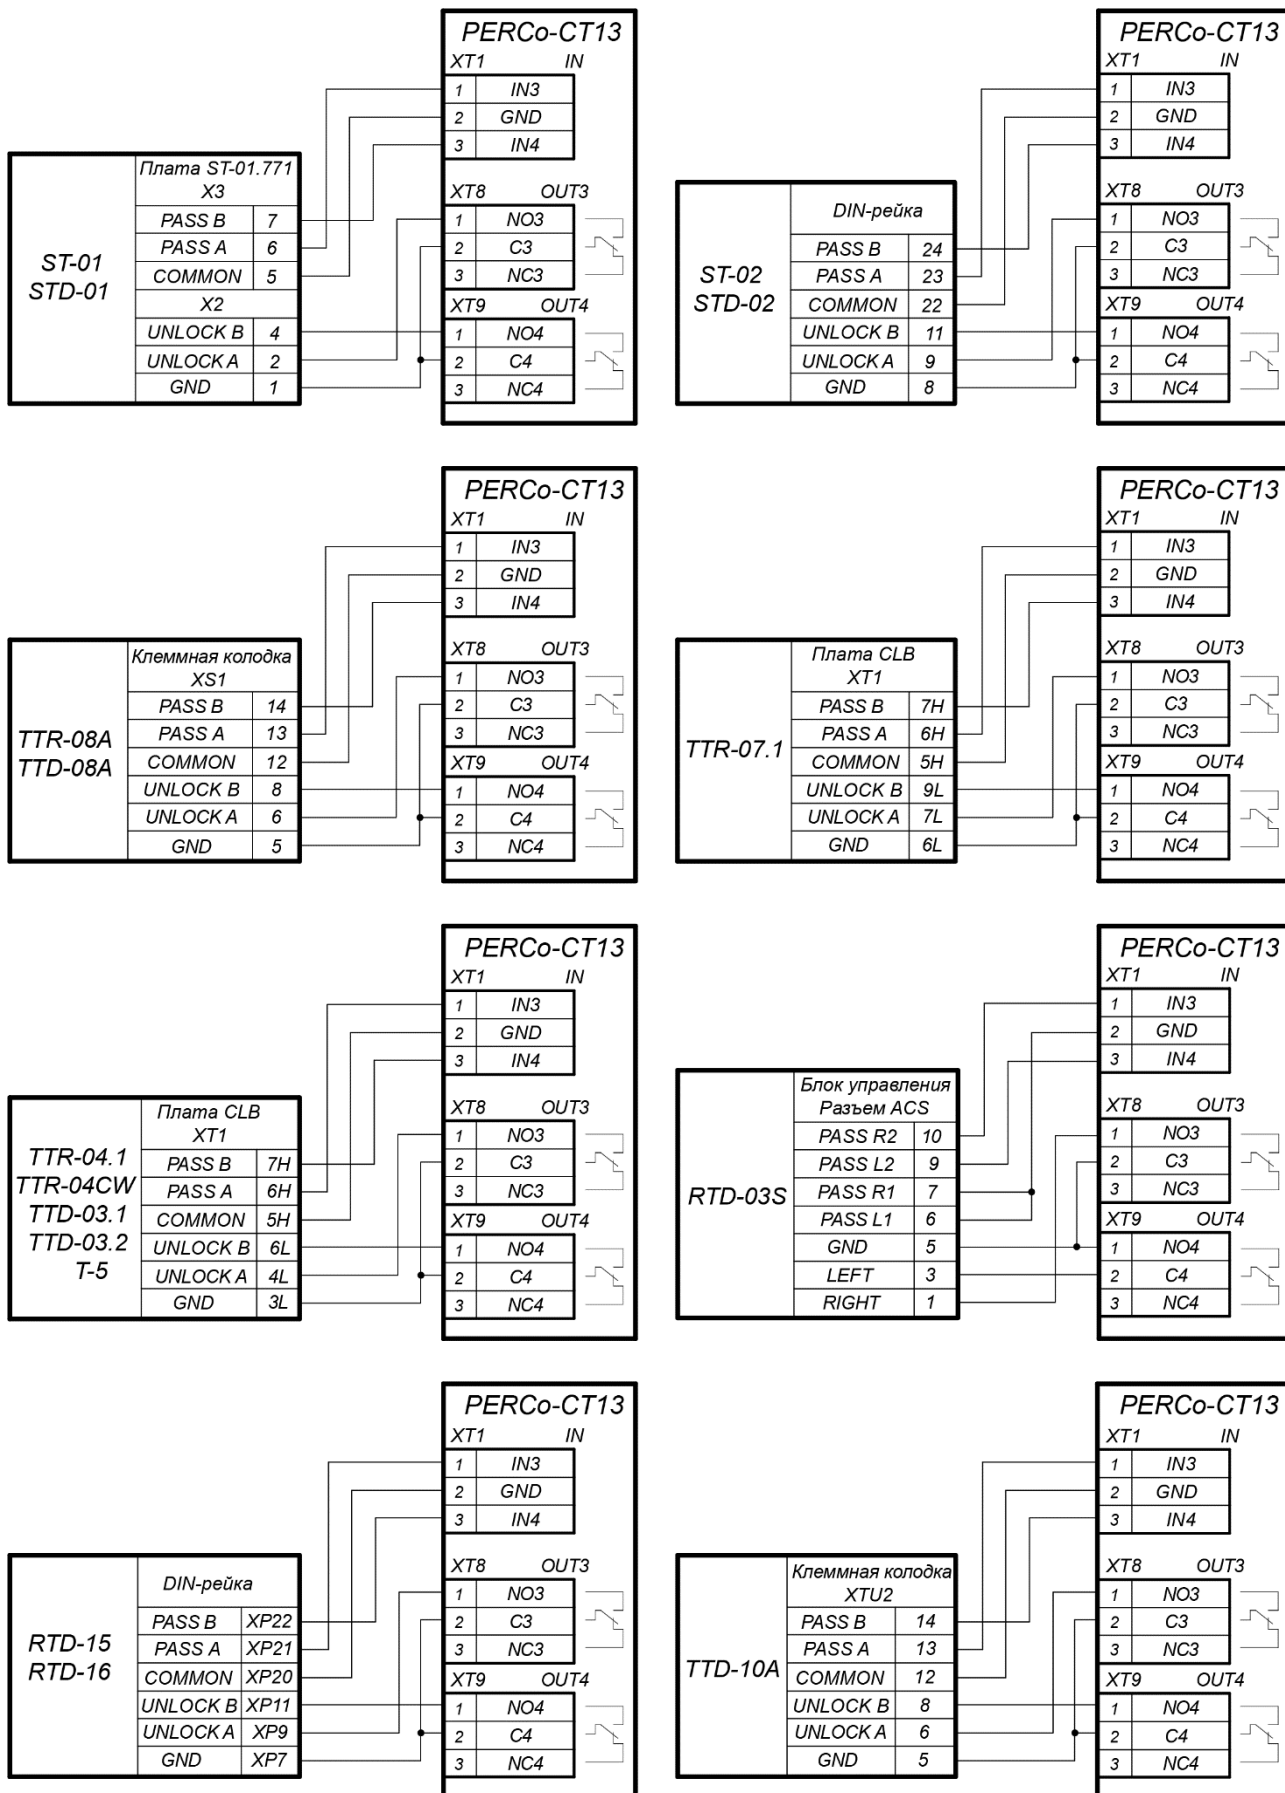 PERCo-CT13
XT1 IN
1 IN3
2 GND
3 IN4
XT8 OUT3
1 NO3
2 C3
3 NC3
XT9 OUT4
1 NO4
2 C4
3 NC4
ST-01
STD-01
Плата ST-01.771
X3
PASS B 7
PASS A 6
COMMON 5
X2
UNLOCK B 4
UNLOCK A 2
GND 1
PERCo-CT13
XT1 IN
1 IN3
2 GND
3 IN4
XT8 OUT3
1 NO3
2 C3
3 NC3
XT9 OUT4
1 NO4
2 C4
3 NC4
ST-02
STD-02
DIN-рейка
PASS B 24
PASS A 23
COMMON 22
UNLOCK B 11
UNLOCK A 9
GND 8
PERCo-CT13
XT1 IN
1 IN3
2 GND
3 IN4
XT8 OUT3
1 NO3
2 C3
3 NC3
XT9 OUT4
1 NO4
2 C4
3 NC4
TTR-08A
TTD-08A
Клеммная колодка
XS1
PASS B 14
PASS A 13
COMMON 12
UNLOCK B 8
UNLOCK A 6
GND 5
PERCo-CT13
XT1 IN
1 IN3
2 GND
3 IN4
XT8 OUT3
1 NO3
2 C3
3 NC3
XT9 OUT4
1 NO4
2 C4
3 NC4
TTR-07.1
Плата CLB
XT1
PASS B 7H
PASS A 6H
COMMON 5H
UNLOCK B 9L
UNLOCK A 7L
GND 6L
PERCo-CT13
XT1 IN
1 IN3
2 GND
3 IN4
XT8 OUT3
1 NO3
2 C3
3 NC3
XT9 OUT4
1 NO4
2 C4
3 NC4
TTR-04.1
TTR-04CW
TTD-03.1
TTD-03.2
T-5
Плата CLB
XT1
PASS B 7H
PASS A 6H
COMMON 5H
UNLOCK B 6L
UNLOCK A 4L
GND 3L
PERCo-CT13
XT1 IN
1 IN3
2 GND
3 IN4
XT8 OUT3
1 NO3
2 C3
3 NC3
XT9 OUT4
1 NO4
2 C4
3 NC4
RTD-03S
Блок управления
Разъем ACS
PASS R2 10
PASS L2 9
PASS R1 7
PASS L1 6
GND 5
LEFT 3
RIGHT 1
PERCo-CT13
XT1 IN
1 IN3
2 GND
3 IN4
XT8 OUT3
1 NO3
2 C3
3 NC3
XT9 OUT4
1 NO4
2 C4
3 NC4
RTD-15
RTD-16
DIN-рейка
PASS B XP22
PASS A XP21
COMMON XP20
UNLOCK B XP11
UNLOCK A XP9
GND XP7
PERCo-CT13
XT1 IN
1 IN3
2 GND
3 IN4
XT8 OUT3
1 NO3
2 C3
3 NC3
XT9 OUT4
1 NO4
2 C4
3 NC4
TTD-10A
Клеммная колодка
XTU2
PASS B 14
PASS A 13
COMMON 12
UNLOCK B 8
UNLOCK A 6
GND 5